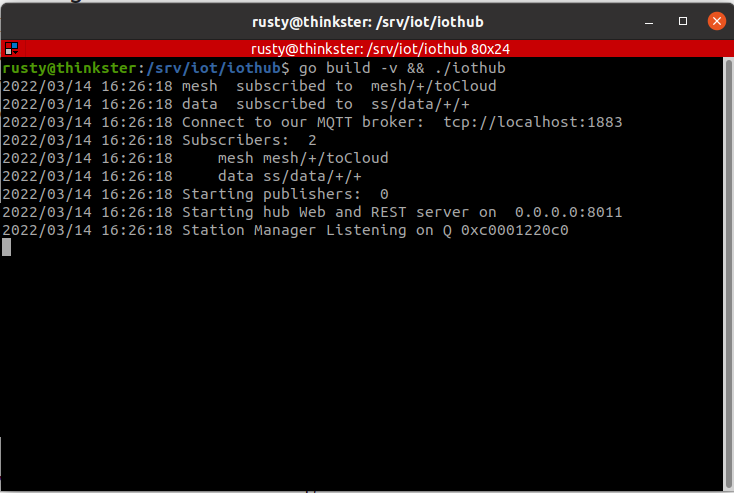 rusty@thinkster: /srv/iot/iothub
rusty@thinkster: /srv/iot/iothub 80x24
rusty@thinkster:/srv/iot/iothub$ go build -v && ./iothub
2022/03/14 16:26:18 mesh  subscribed to  mesh/+/toCloud
2022/03/14 16:26:18 data  subscribed to  ss/data/+/+
2022/03/14 16:26:18 Connect to our MQTT broker:  tcp://localhost:1883
2022/03/14 16:26:18 Subscribers:  2
2022/03/14 16:26:18     mesh mesh/+/toCloud
2022/03/14 16:26:18     data ss/data/+/+
2022/03/14 16:26:18 Starting publishers:  0
2022/03/14 16:26:18 Starting hub Web and REST server on  0.0.0.0:8011
2022/03/14 16:26:18 Station Manager Listening on Q 0xc0001220c0